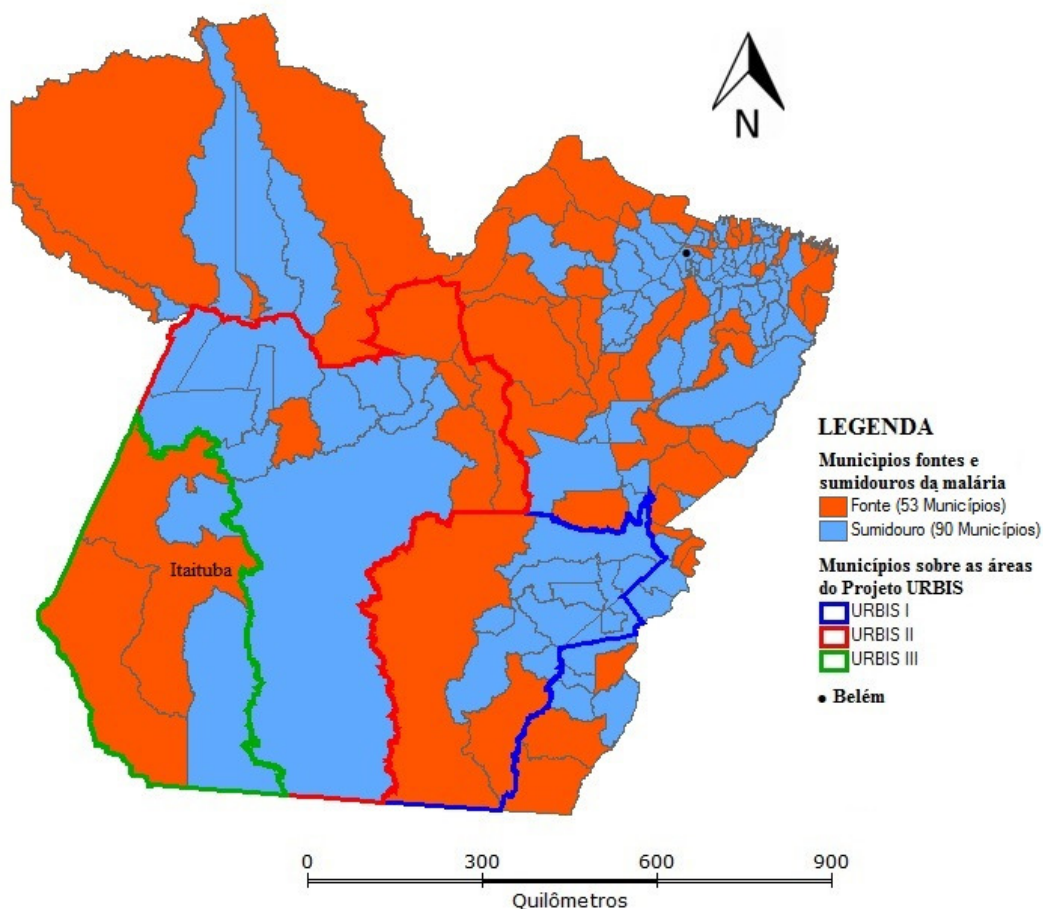 N
LEGENDA
Municìpios fontes e
sumidouros da malária
Fonte (53 Municípios)
Sumidouro (90 Municípios)
Municípios sobre as áreas
do Projeto URBIS
URBIS I
URBIS II
URBIS III
Belém
Itaituba
0 300 600 900
Quilômetros